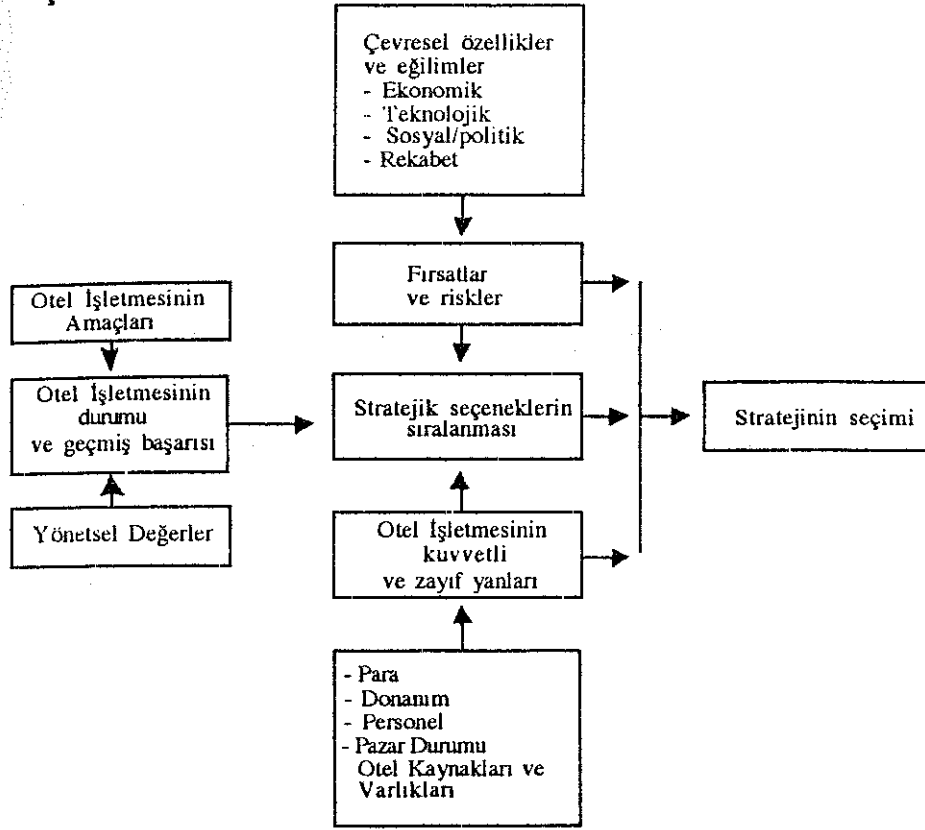 Çevresel özellikler
ve eğilimler
- Ekonomik
- Teknolojik
- Sosyal/politik
- Rekabet
Fırsatlar
ve riskler
Otel İşletmesinin
Amaçları
Otel İşletmesinin
durumu
ve geçmiş başarısı
Yönetsel Değerler
Stratejik seçeneklerin
sıralanması
Stratejinin seçimi
Otel İşletmesinin
kuvvetli
ve zayıf yanları
- Para
- Donanım
- Personel
- Pazar Durumu
Otel Kaynakları ve
Varlıkları